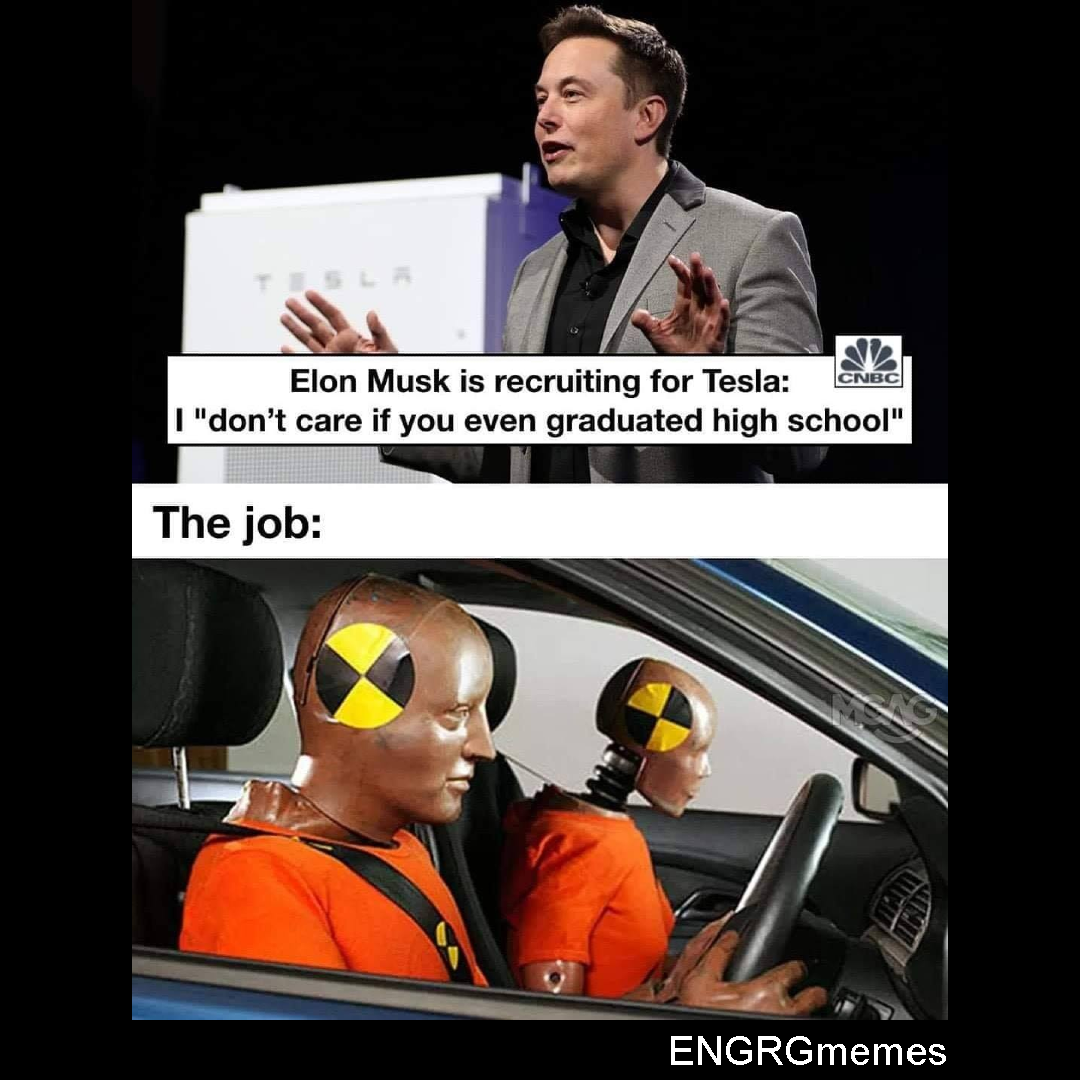 TESLA
CNBC
Elon Musk is recruiting for Tesla:
I "don’t care if you even graduated high school"
The job:
MCAG
ENGRGmemes